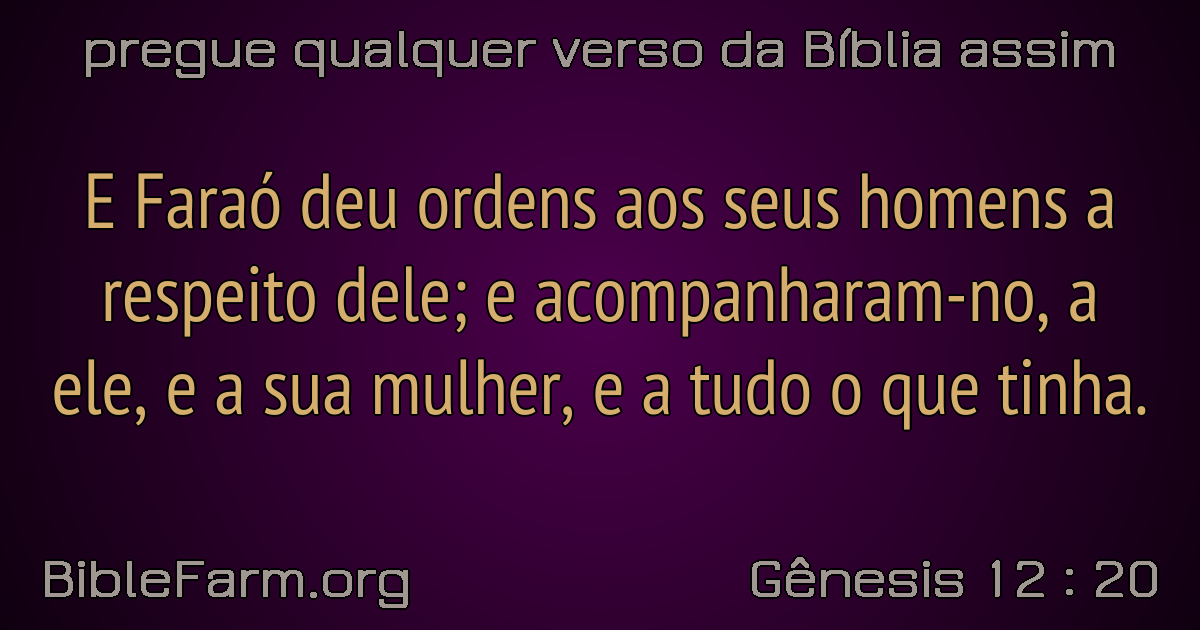 pregue qualquer verso da Bíblia assim
E Faraó deu ordens aos seus homens a
respeito dele; e acompanharam-no, a
ele, e a sua mulher, e a tudo o que tinha.
BibleFarm.org
Gênesis 12 : 20